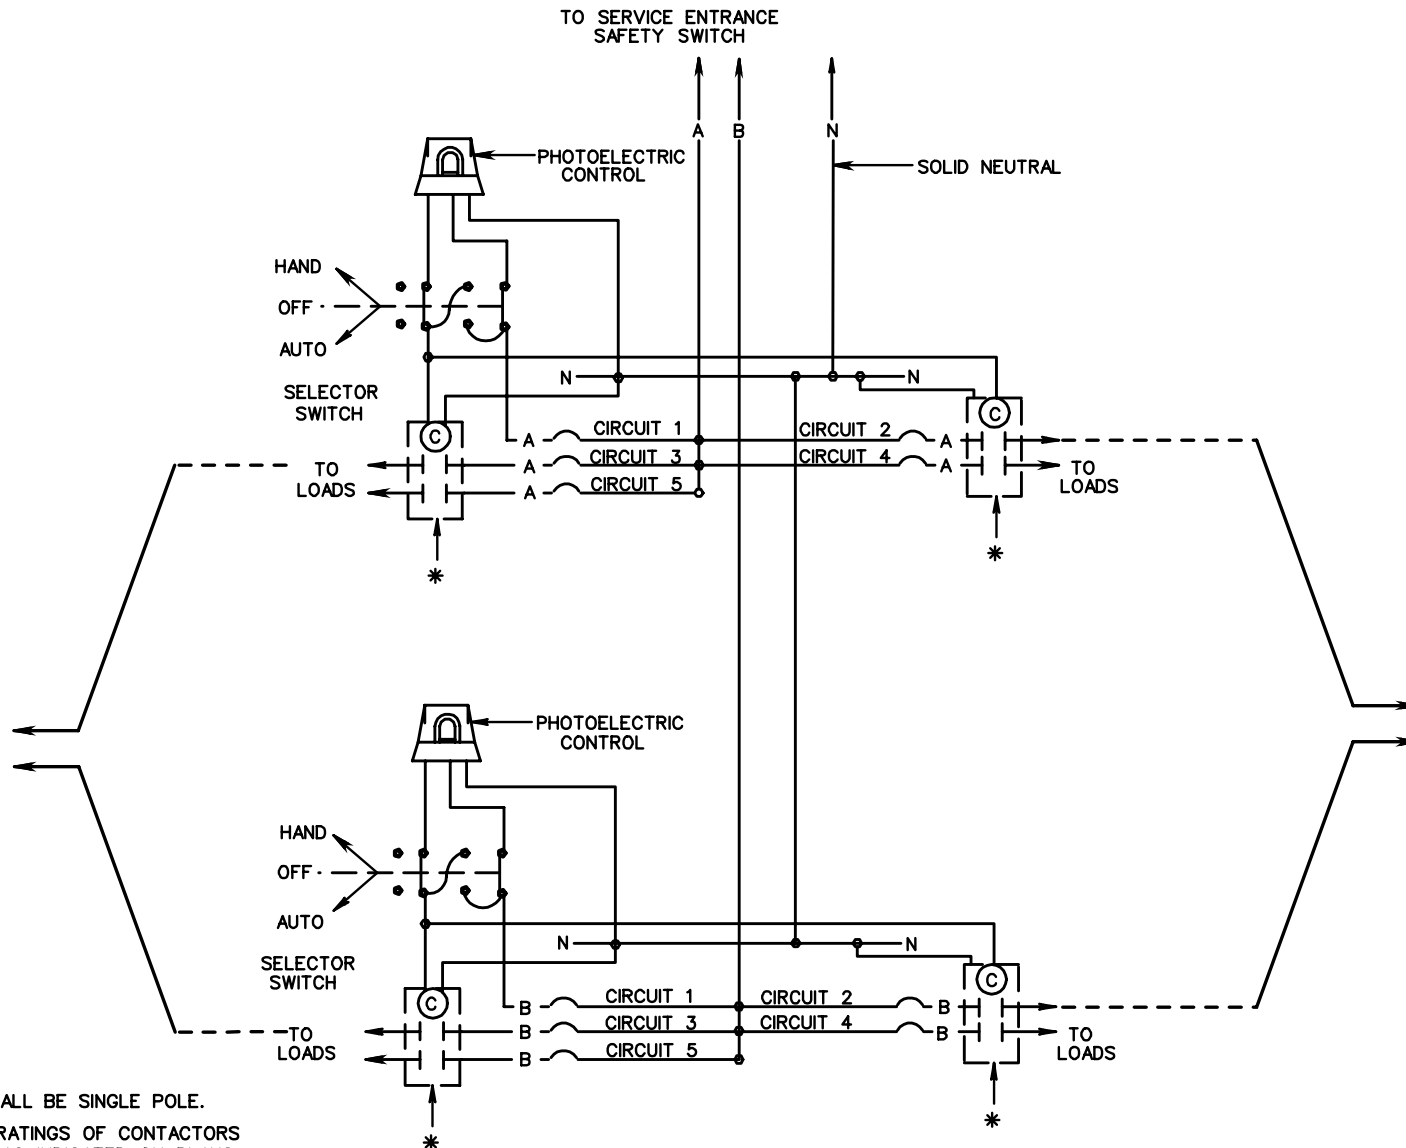 TO SERVICE ENTRANCE
SAFETY SWITCH
A B N
PHOTOELECTRIC
CONTROL
SOLID NEUTRAL
HAND
OFF
AUTO
SELECTOR
SWITCH
N N
C C
A CIRCUIT 1 CIRCUIT 2 A
A CIRCUIT 3 CIRCUIT 4 A
A CIRCUIT 5
TO
LOADS
TO
LOADS
*
*
PHOTOELECTRIC
CONTROL
HAND
OFF
AUTO
SELECTOR
SWITCH
N N
C C
B CIRCUIT 1 CIRCUIT 2 B
B CIRCUIT 3 CIRCUIT 4 B
B CIRCUIT 5
TO
LOADS
TO
LOADS
*
*
ALL BE SINGLE POLE.
RATINGS OF CONTACTORS